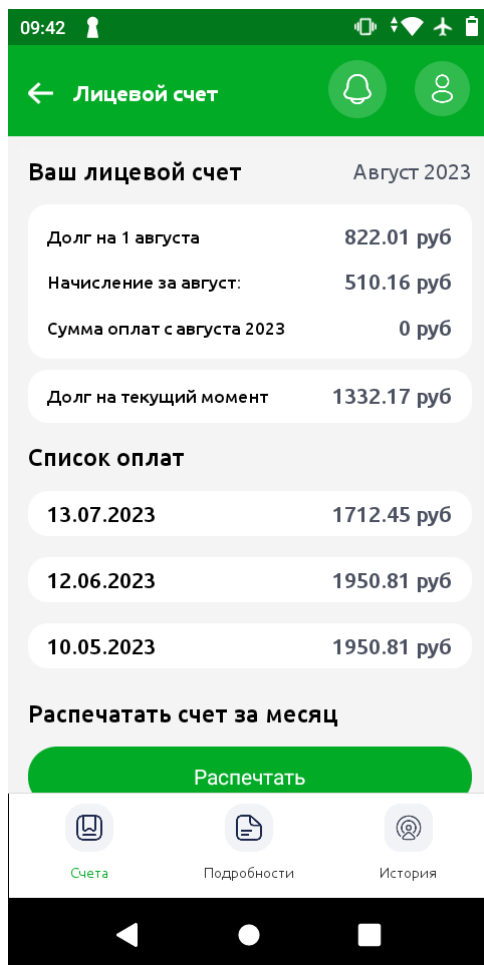 09:42
Лицевой счет
Ваш лицевой счет Август 2023
Долг на 1 августа 822.01 руб
Начисление за август: 510.16 руб
Сумма оплат с августа 2023 0 руб
Долг на текущий момент 1332.17 руб
Список оплат
13.07.2023 1712.45 руб
12.06.2023 1950.81 руб
10.05.2023 1950.81 руб
Распечатать счет за месяц
Распечтать
Счета Подробности История